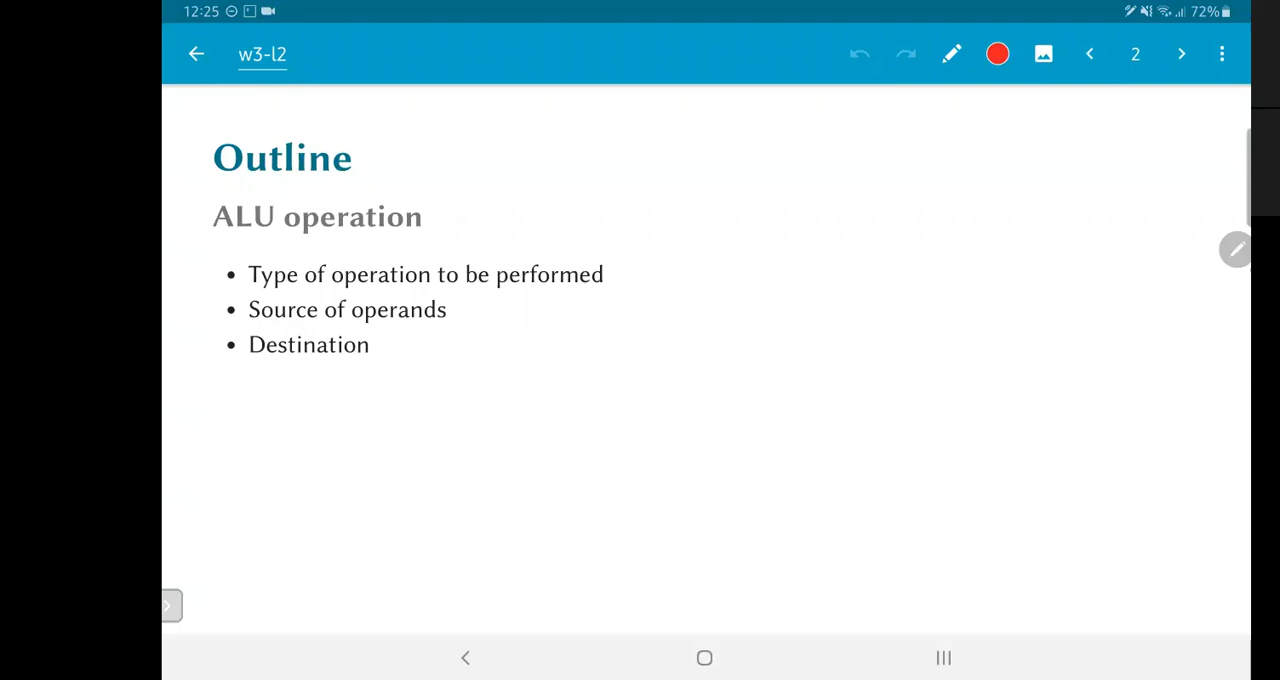 12:25 72%
w3-l2 2
Outline
ALU operation
• Type of operation to be performed
• Source of operands
• Destination